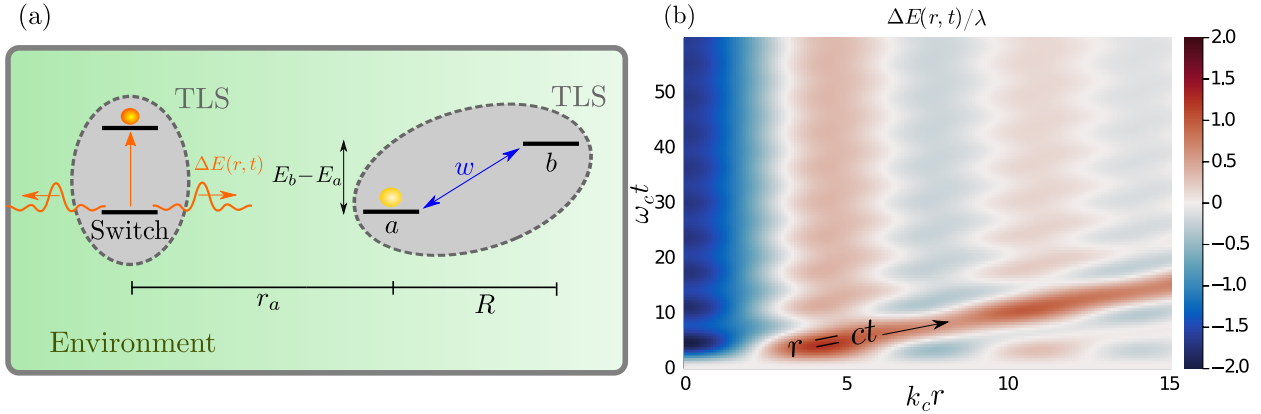 (a)
TLS
TLS
ΔE(r, t)
E_b − E_a
w
b
a
Switch
r_a
R
Environment
(b)
ΔE(r, t)/λ
ω_c t
50
40
30
20
10
0
r = ct
0
5
10
15
k_c r
2.0
1.5
1.0
0.5
0
−0.5
−1.0
−1.5
−2.0